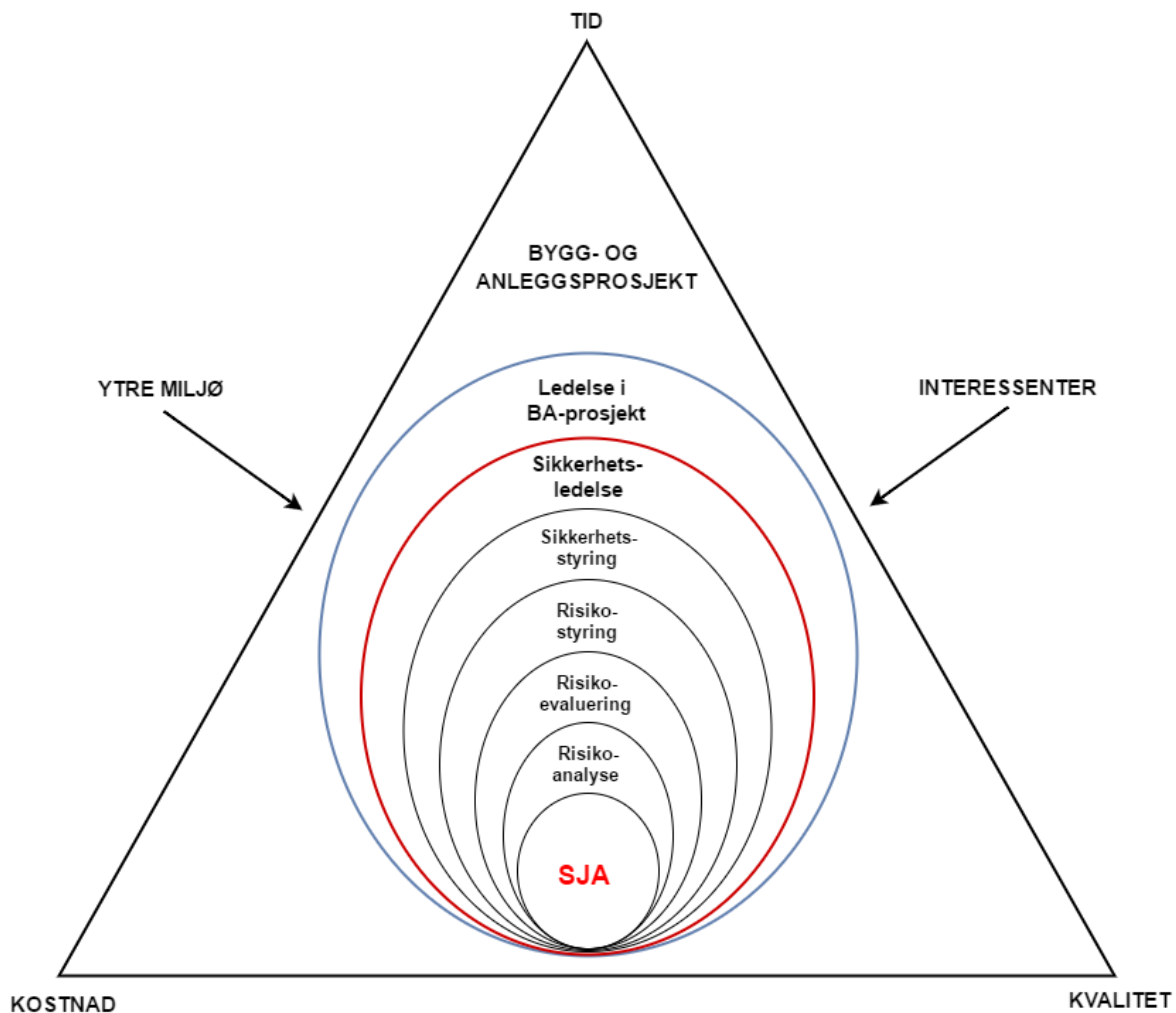 TID
BYGG- OG
ANLEGGSPROSJEKT
YTRE MILJØ
INTERESSENTER
Ledelse i
BA-prosjekt
Sikkerhets-
ledelse
Sikkerhets-
styring
Risiko-
styring
Risiko-
evaluering
Risiko-
analyse
SJA
KOSTNAD
KVALITET